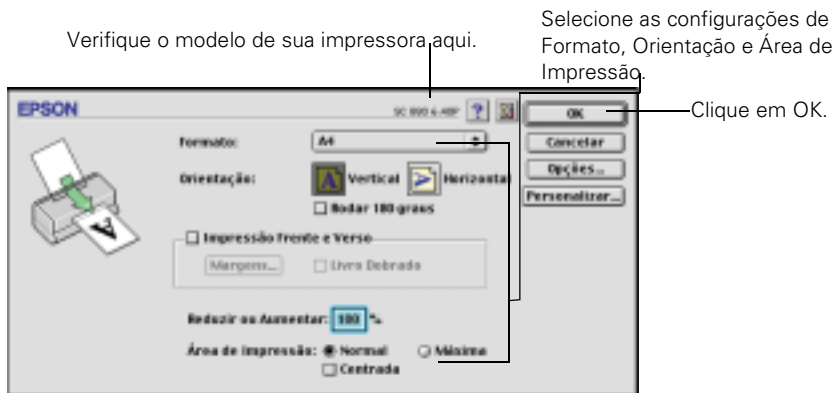 Verifique o modelo de sua impressora aqui.
Selecione as configurações de
Formato, Orientação e Área de
Impressão.
Clique em OK.
EPSON
?
OK
Formato:
A4
Cancelar
Orientação:
Vertical
Horizontal
Opções...
Rodar 180 graus
Personalizar...
Impressão Frente e Verso
Margens...
Livro Dobrado
Reduzir ou Aumentar: 100 %
Área de Impressão: Normal Máxima
Centrada